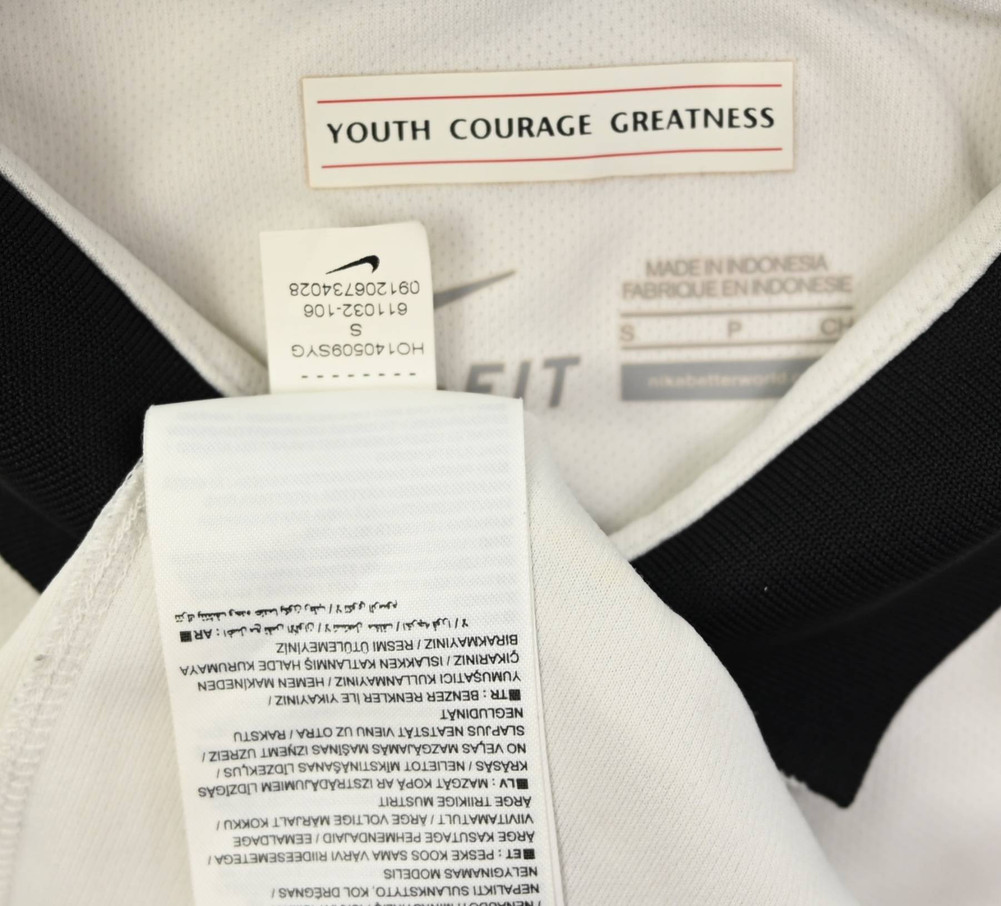 YOUTH COURAGE GREATNESS
MADE IN INDONESIA
FABRIQUE EN INDONESIE
S P CH
nikebetterworld
FIT
HO140509SYG
S
611032-106
091206734028
NEPALIKTI SULANKSTYTO, KOL DRĖGNAS /
NELYGINAMAS MODELIS
■ ET : PESKE KOOS SAMA VÄRVI RIIDEESEMETEGA /
ÄRGE KASUTAGE PEHMENDAJAID / EEMALDAGE
VIIVITAMATULT / ÄRGE VOLTIGE MÄRJALT KOKKU /
ÄRGE TRIIKIGE MUSTRIT
■ LV : MAZGĀT KOPĀ AR IZSTRĀDĀJUMIEM LĪDZĪGĀS
KRĀSĀS / NELIETOT MĪKSTINĀŠANAS LĪDZEKĻUS /
NO VEĻAS MAZGĀJAMĀS MAŠĪNAS IZŅEMT UZREIZ /
SLAPJUS NEATSTĀT VIENU UZ OTRA / RAKSTU
NEGLUDINĀT
■ TR : BENZER RENKLER İLE YIKAYINIZ /
YUMUŞATICI KULLANMAYINIZ / HEMEN MAKİNEDEN
ÇIKARINIZ / ISLAKKEN KATLANMIŞ HALDE KURUMAYA
BIRAKMAYINIZ / RESMİ ÜTÜLEMEYİNİZ
■ AR :